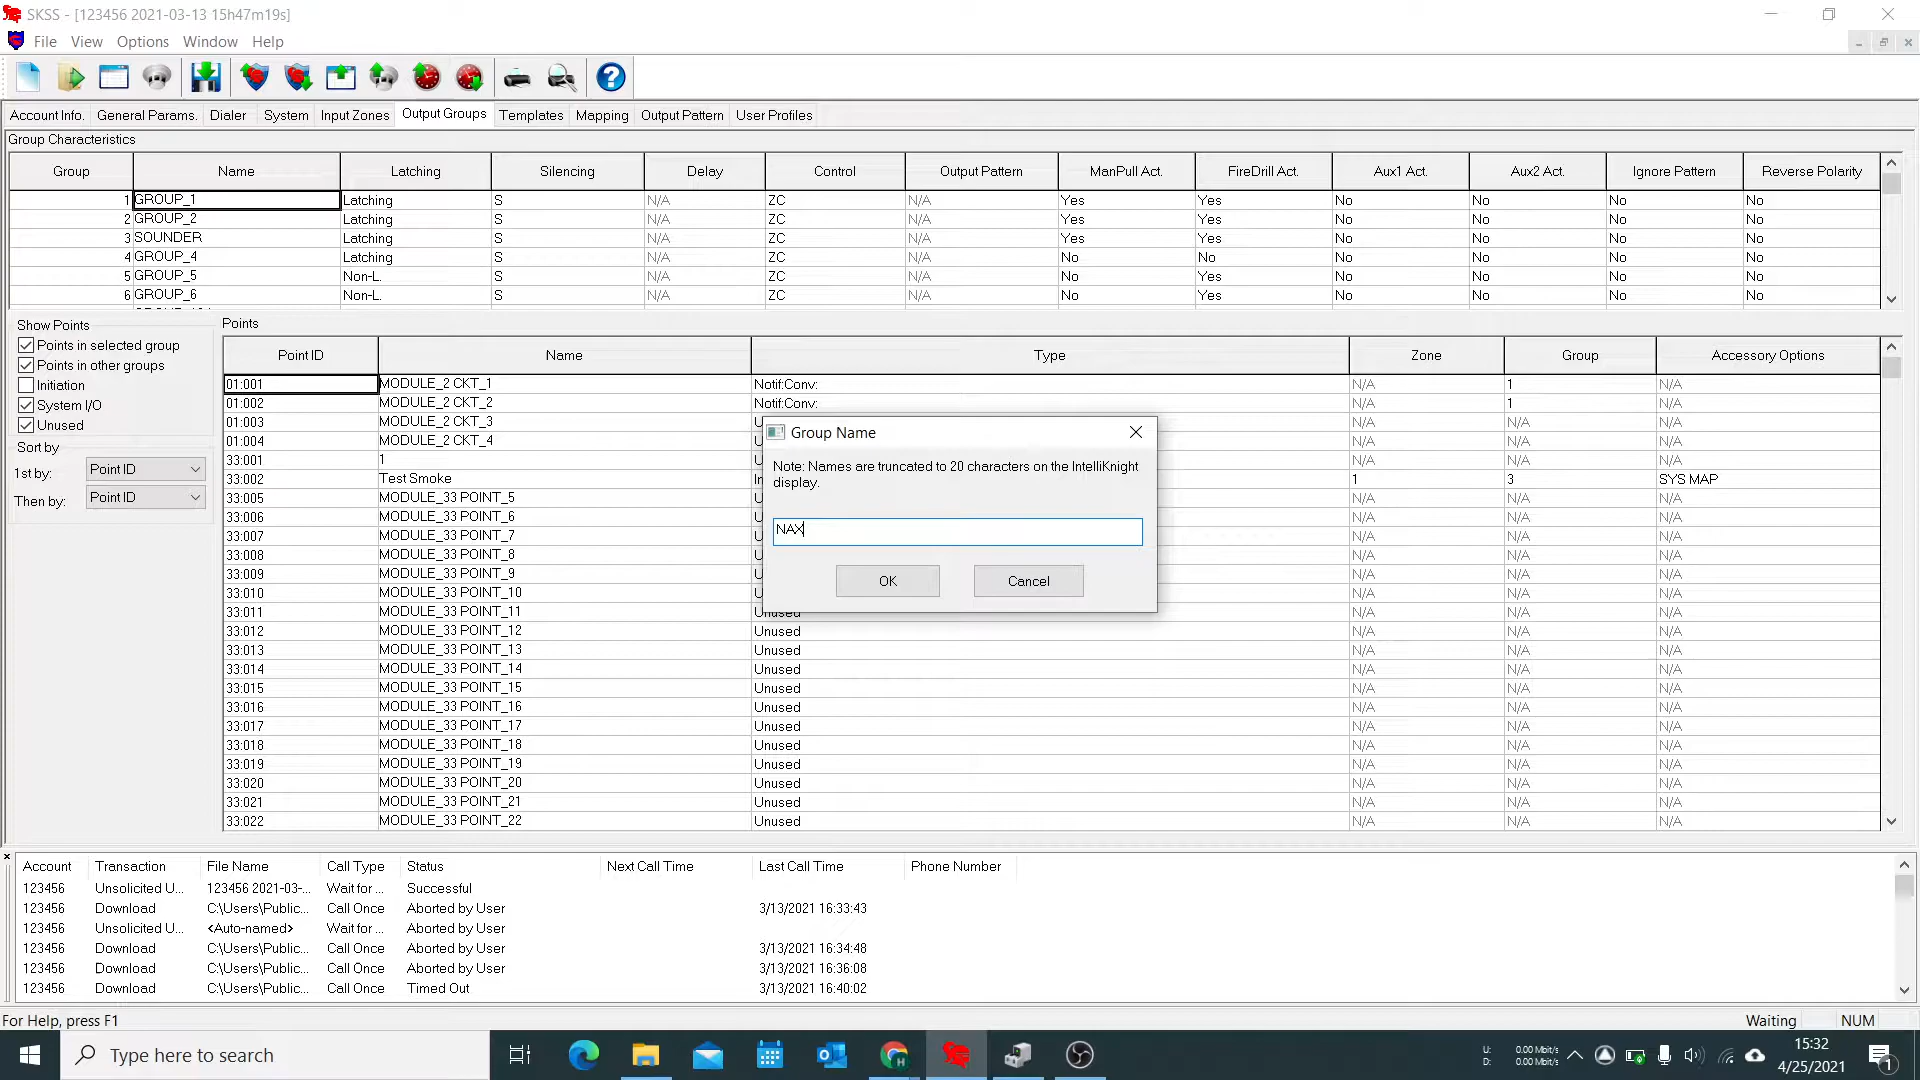 SKSS - [123456 2021-03-13 15h47m19s]
File View Options Window Help
Account Info. General Params. Dialer System Input Zones Output Groups Templates Mapping Output Pattern User Profiles
Group Characteristics
Group Name Latching Silencing Delay Control Output Pattern ManPull Act. FireDrill Act. Aux1 Act. Aux2 Act. Ignore Pattern Reverse Polarity
1 GROUP_1 Latching S N/A ZC N/A Yes Yes No No No No
2 GROUP_2 Latching S N/A ZC N/A Yes Yes No No No No
3 SOUNDER Latching S N/A ZC N/A Yes Yes No No No No
4 GROUP_4 Latching S N/A ZC N/A No No No No No No
5 GROUP_5 Non-L. S N/A ZC N/A No Yes No No No No
6 GROUP_6 Non-L. S N/A ZC N/A No Yes No No No No
Show Points
Points in selected group
Points in other groups
Initiation
System I/O
Unused
Sort by
1st by: Point ID
Then by: Point ID
Points
Point ID Name Type Zone Group Accessory Options
01:001 MODULE_2 CKT_1 Notif:Conv: N/A 1 N/A
01:002 MODULE_2 CKT_2 Notif:Conv: N/A 1 N/A
01:003 MODULE_2 CKT_3 N/A N/A N/A
01:004 MODULE_2 CKT_4 N/A N/A N/A
33:001 1 N/A N/A N/A
33:002 Test Smoke 1 3 SYS MAP
33:005 MODULE_33 POINT_5 N/A N/A N/A
33:006 MODULE_33 POINT_6 N/A N/A N/A
33:007 MODULE_33 POINT_7 N/A N/A N/A
33:008 MODULE_33 POINT_8 N/A N/A N/A
33:009 MODULE_33 POINT_9 N/A N/A N/A
33:010 MODULE_33 POINT_10 N/A N/A N/A
33:011 MODULE_33 POINT_11 Unused N/A N/A N/A
33:012 MODULE_33 POINT_12 Unused N/A N/A N/A
33:013 MODULE_33 POINT_13 Unused N/A N/A N/A
33:014 MODULE_33 POINT_14 Unused N/A N/A N/A
33:015 MODULE_33 POINT_15 Unused N/A N/A N/A
33:016 MODULE_33 POINT_16 Unused N/A N/A N/A
33:017 MODULE_33 POINT_17 Unused N/A N/A N/A
33:018 MODULE_33 POINT_18 Unused N/A N/A N/A
33:019 MODULE_33 POINT_19 Unused N/A N/A N/A
33:020 MODULE_33 POINT_20 Unused N/A N/A N/A
33:021 MODULE_33 POINT_21 Unused N/A N/A N/A
33:022 MODULE_33 POINT_22 Unused N/A N/A N/A
Group Name
Note: Names are truncated to 20 characters on the IntelliKnight
display.
NAX
OK Cancel
Account Transaction File Name Call Type Status Next Call Time Last Call Time Phone Number
123456 Unsolicited U... 123456 2021-03-... Wait for ... Successful
123456 Download C:\Users\Public... Call Once Aborted by User 3/13/2021 16:33:43
123456 Unsolicited U... <Auto-named> Wait for ... Aborted by User
123456 Download C:\Users\Public... Call Once Aborted by User 3/13/2021 16:34:48
123456 Download C:\Users\Public... Call Once Aborted by User 3/13/2021 16:36:08
123456 Download C:\Users\Public... Call Once Timed Out 3/13/2021 16:40:02
For Help, press F1 Waiting NUM
Type here to search
U: 0.00 Mbit/s
D: 0.00 Mbit/s
15:32
4/25/2021
1